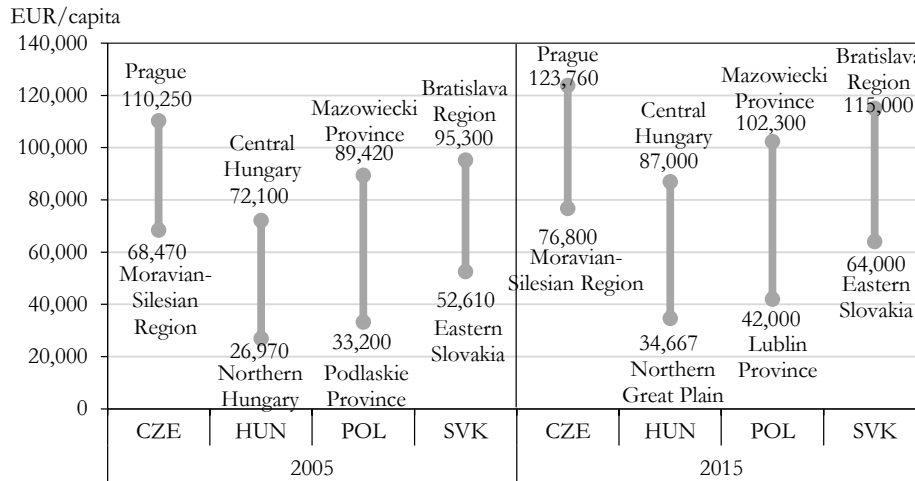 EUR/capita
140,000
120,000
100,000
80,000
60,000
40,000
20,000
0
Prague
110,250
68,470
Moravian-
Silesian
Region
Central
Hungary
72,100
26,970
Northern
Hungary
Mazowiecki
Province
89,420
33,200
Podlaskie
Province
Bratislava
Region
95,300
52,610
Eastern
Slovakia
Prague
123,760
76,800
Moravian-
Silesian Region
Central
Hungary
87,000
34,667
Northern
Great Plain
Mazowiecki
Province
102,300
42,000
Lublin
Province
Bratislava
Region
115,000
64,000
Eastern
Slovakia
CZE HUN POL SVK CZE HUN POL SVK
2005 2015